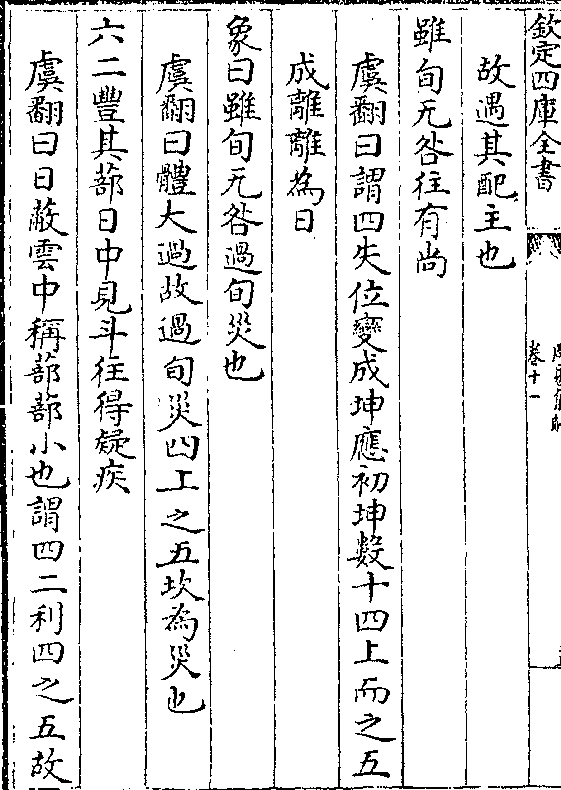 欽定四庫全書
卷十一
故遇其配主也
雖旬无咎往有尚
虞翻曰謂四失位變成坤應初坤數十四上而之五
成離離為日
象曰雖旬无咎過旬災也
虞翻曰體大過故過旬災四上之五坎為災也
六二豐其蔀日中見斗往得疑疾
虞翻曰日蔽雲中稱蔀蔀小也謂四二利四之五故